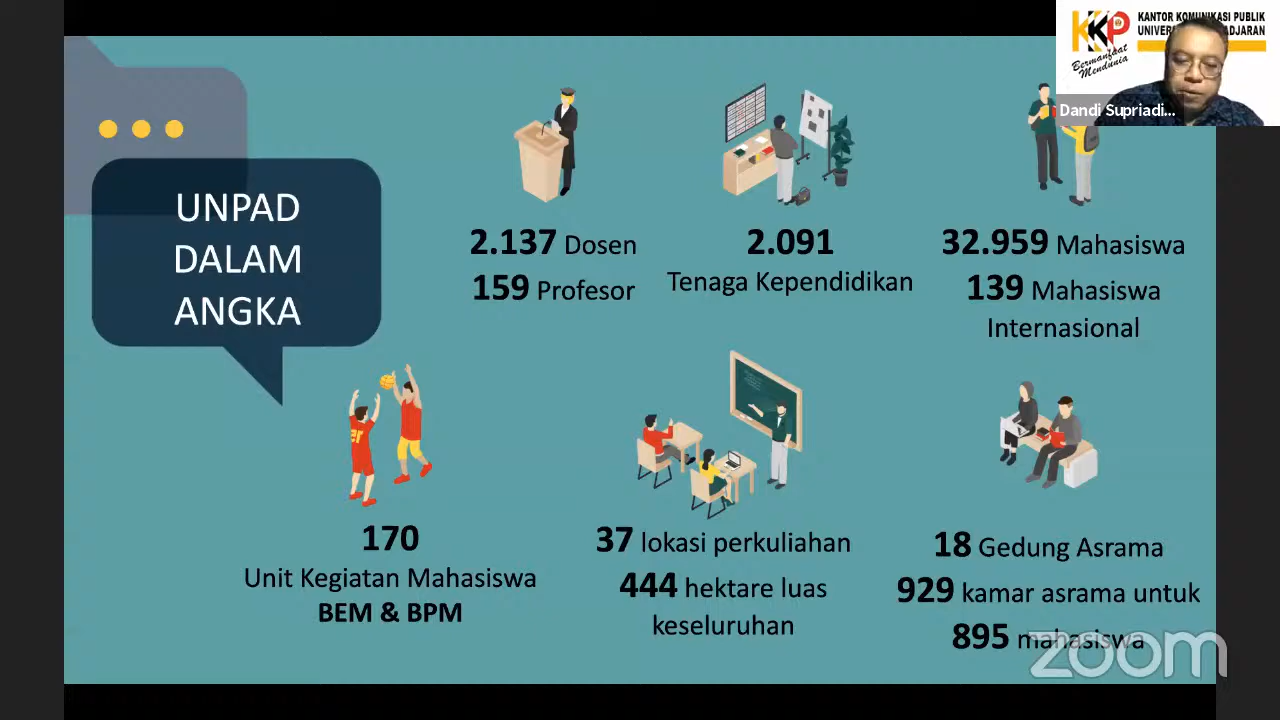 UNPAD
DALAM
ANGKA
2.137 Dosen
159 Profesor
2.091
Tenaga Kependidikan
32.959 Mahasiswa
139 Mahasiswa
Internasional
170
Unit Kegiatan Mahasiswa
BEM & BPM
37 lokasi perkuliahan
444 hektare luas
keseluruhan
18 Gedung Asrama
929 kamar asrama untuk
895 mahasiswa
KKP
Bermanfaat
Mendunia
KANTOR KOMUNIKASI PUBLIK
Dandi Supriadi...
zoom